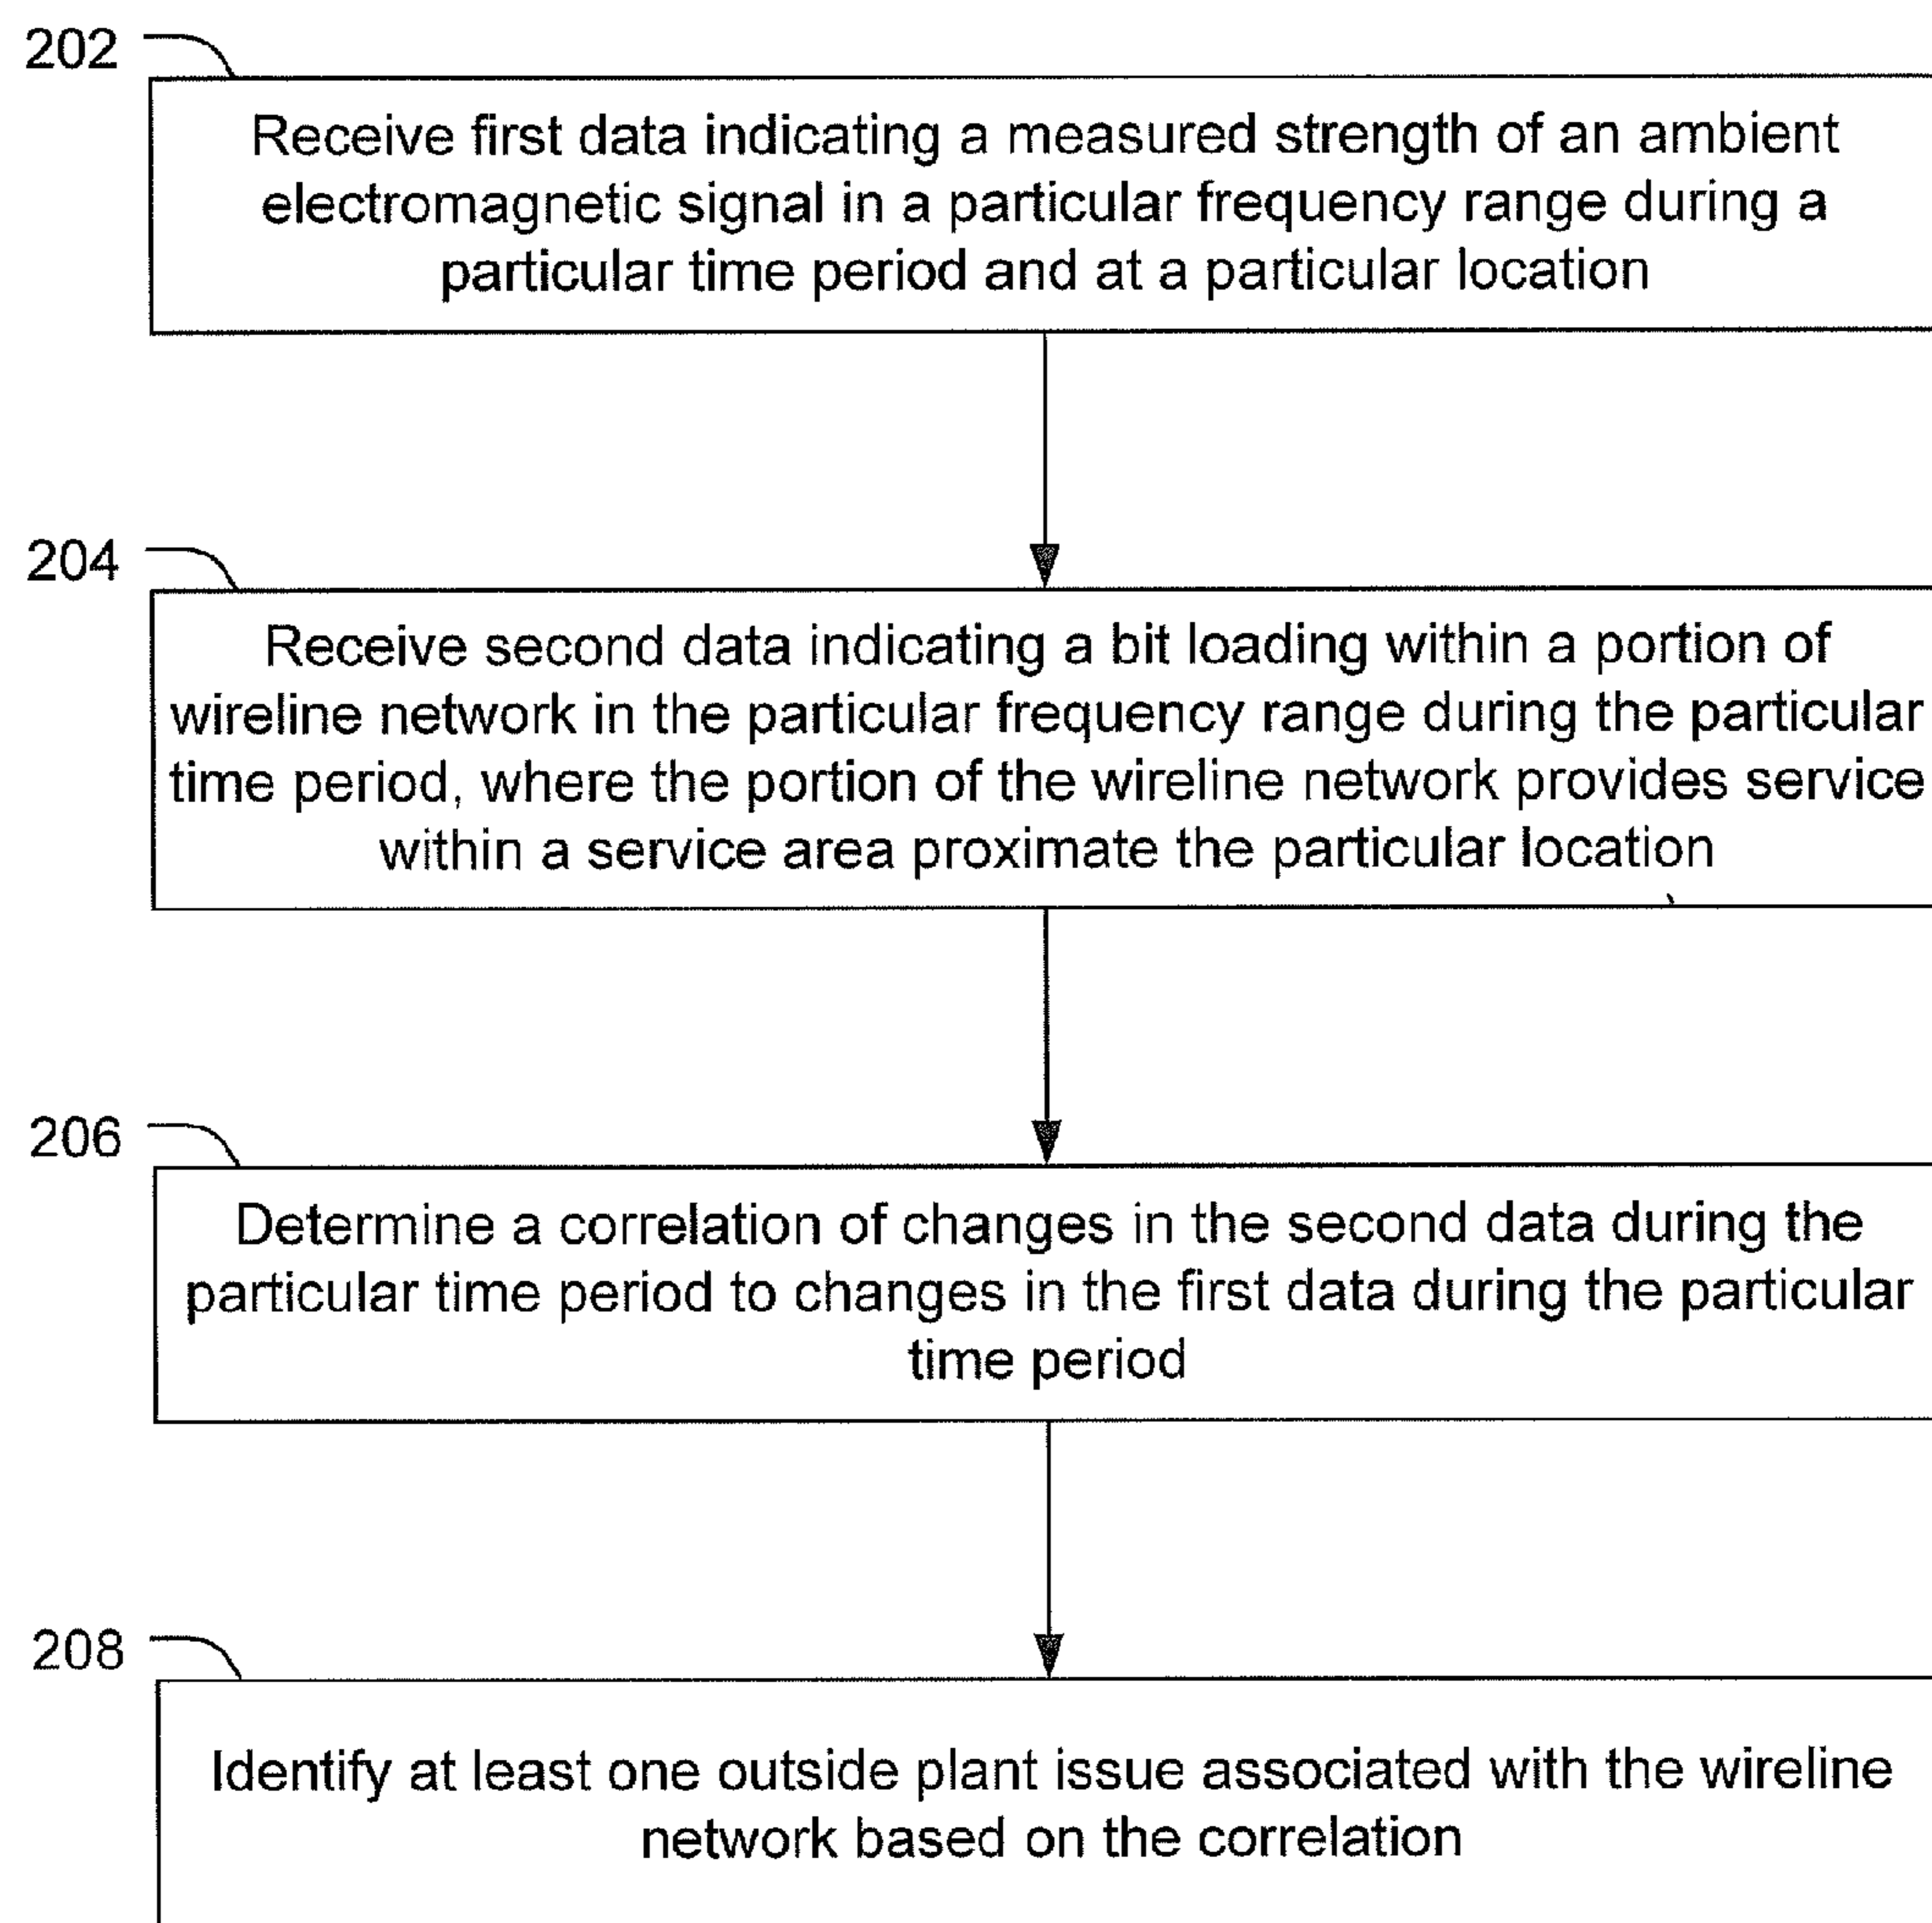 202
Receive first data indicating a measured strength of an ambient
electromagnetic signal in a particular frequency range during a
particular time period and at a particular location
204
Receive second data indicating a bit loading within a portion of
wireline network in the particular frequency range during the particular
time period, where the portion of the wireline network provides service
within a service area proximate the particular location
206
Determine a correlation of changes in the second data during the
particular time period to changes in the first data during the particular
time period
208
Identify at least one outside plant issue associated with the wireline
network based on the correlation